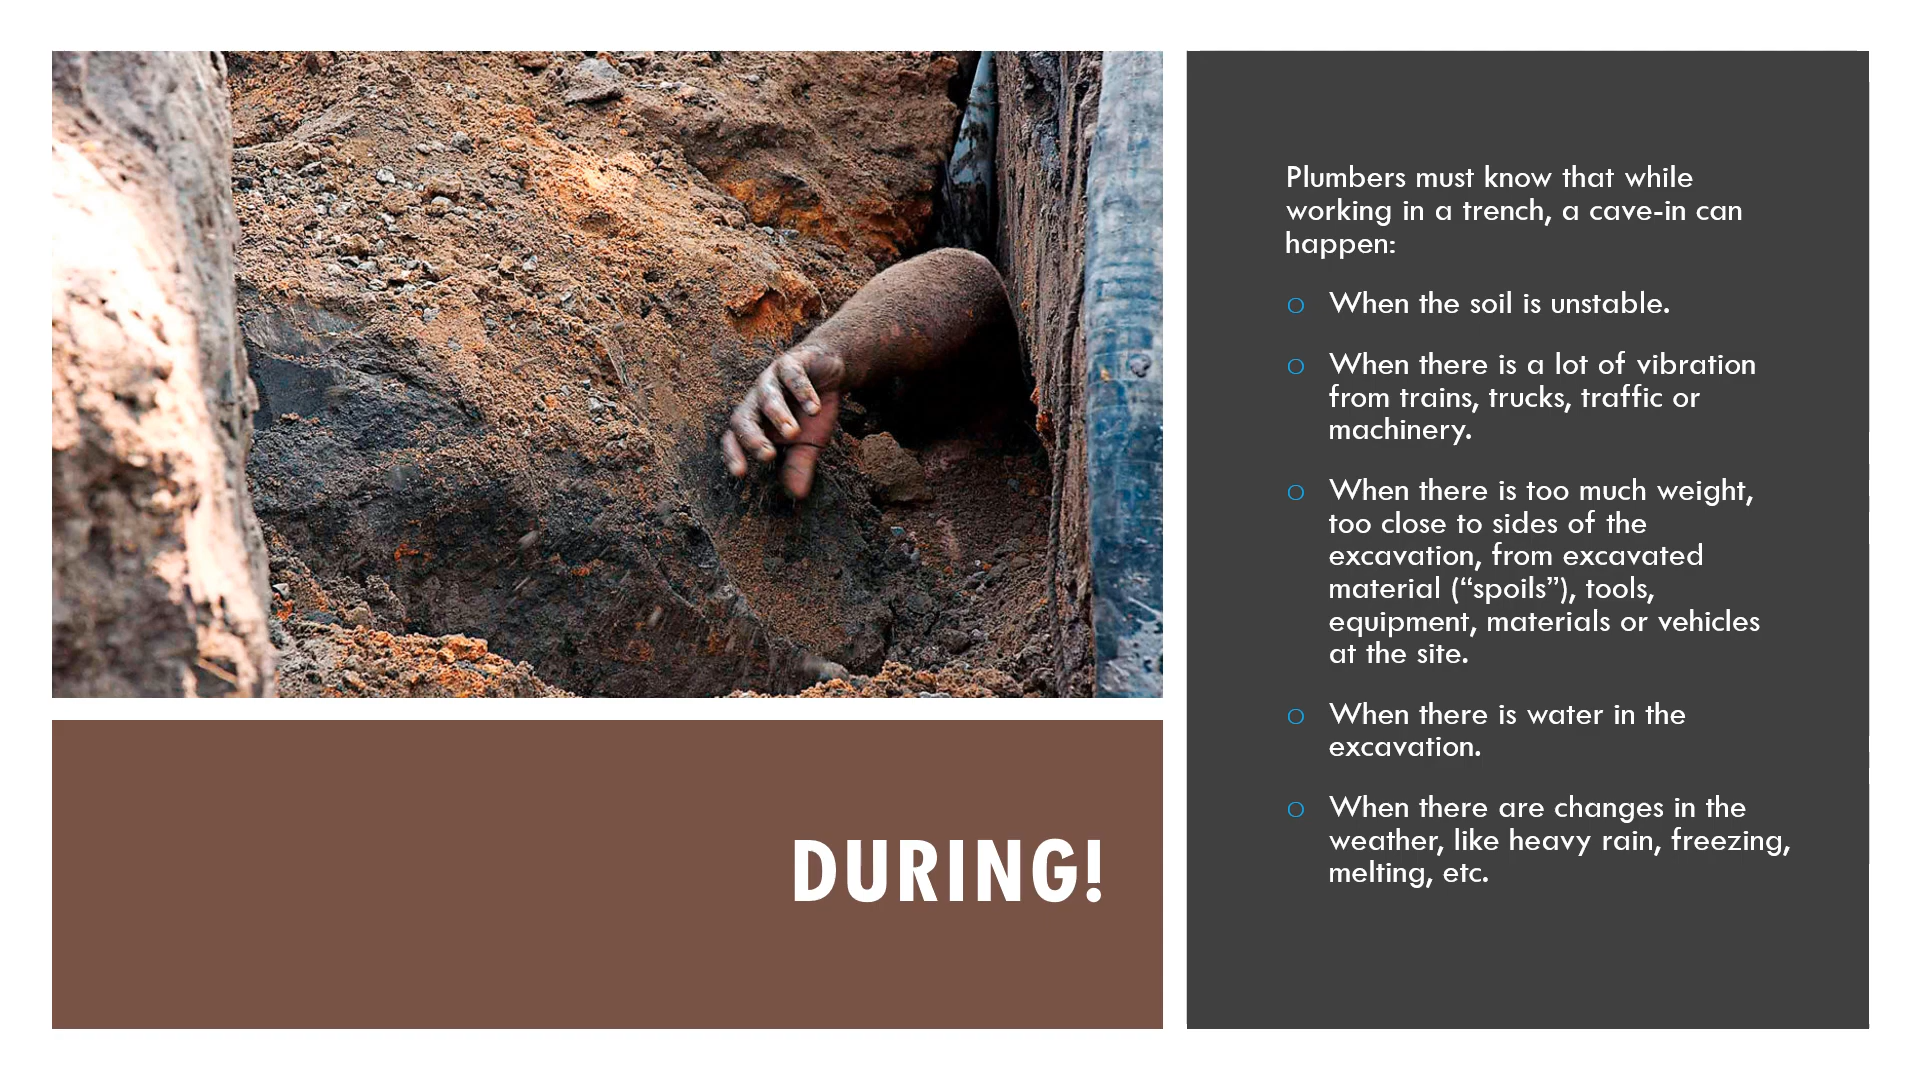 DURING!
Plumbers must know that while
working in a trench, a cave-in can
happen:
o When the soil is unstable.
o When there is a lot of vibration
from trains, trucks, traffic or
machinery.
o When there is too much weight,
too close to sides of the
excavation, from excavated
material (“spoils”), tools,
equipment, materials or vehicles
at the site.
o When there is water in the
excavation.
o When there are changes in the
weather, like heavy rain, freezing,
melting, etc.